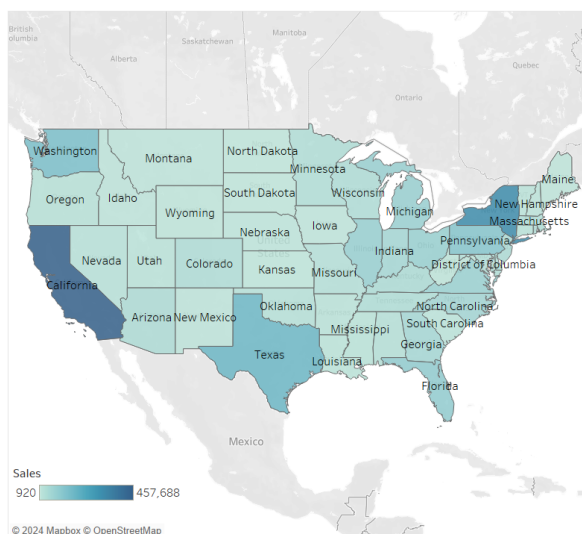 British
Columbia
Alberta
Saskatchewan
Manitoba
Ontario
Quebec
Washington
Montana
North Dakota
Minnesota
Maine
Oregon
Idaho
South Dakota
Wisconsin
Michigan
New Hampshire
Massachusetts
Wyoming
Nebraska
Iowa
Pennsylvania
Nevada
Utah
Colorado
United
States
Kansas
Missouri
Indiana
District of Columbia
California
Arizona
New Mexico
Oklahoma
Mississippi
North Carolina
South Carolina
Georgia
Texas
Louisiana
Florida
Mexico
Sales
920
457,688
© 2024 Mapbox © OpenStreetMap